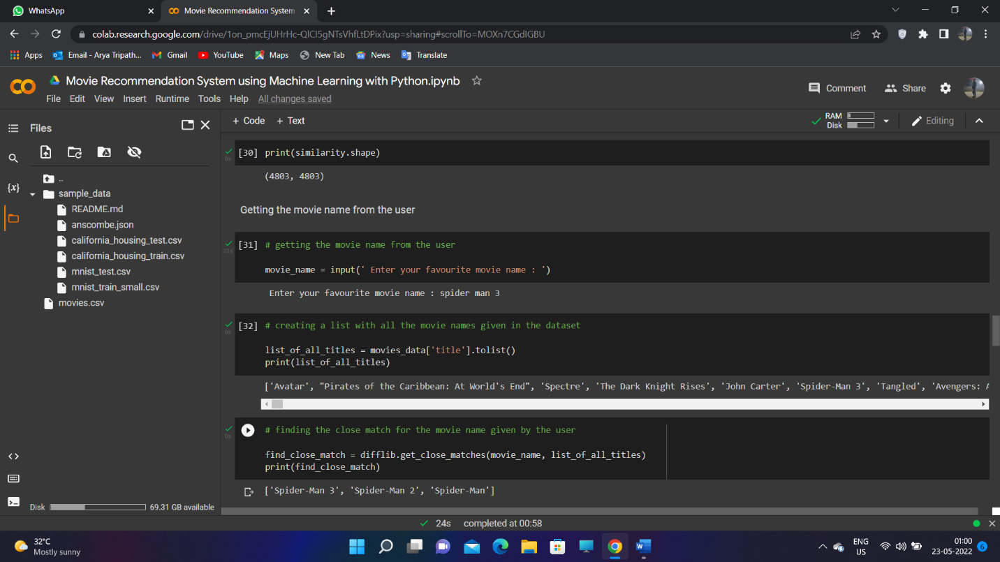 WhatsApp
Movie Recommendation System
colab.research.google.com/drive/1on_pmcEjUHrHc-QlCI5gNTsVhfLtDPix?usp=sharing#scrollTo=MOXn7CGdIGBU
Apps Email - Arya Tripath... Gmail YouTube Maps New Tab News Translate
Movie Recommendation System using Machine Learning with Python.ipynb
File Edit View Insert Runtime Tools Help All changes saved
Comment Share
Files
+ Code + Text
RAM
Disk
Editing
..
sample_data
README.md
anscombe.json
california_housing_test.csv
california_housing_train.csv
mnist_test.csv
mnist_train_small.csv
movies.csv
Disk 69.31 GB available
0s
[30] print(similarity.shape)
(4803, 4803)
Getting the movie name from the user
23s
[31] # getting the movie name from the user
movie_name = input(' Enter your favourite movie name : ')
Enter your favourite movie name : spider man 3
0s
[32] # creating a list with all the movie names given in the dataset
list_of_all_titles = movies_data['title'].tolist()
print(list_of_all_titles)
['Avatar', "Pirates of the Caribbean: At World's End", 'Spectre', 'The Dark Knight Rises', 'John Carter', 'Spider-Man 3', 'Tangled', 'Avengers: A
0s
# finding the close match for the movie name given by the user
find_close_match = difflib.get_close_matches(movie_name, list_of_all_titles)
print(find_close_match)
['Spider-Man 3', 'Spider-Man 2', 'Spider-Man']
24s completed at 00:58
32°C
Mostly sunny
ENG
US
01:00
23-05-2022
6